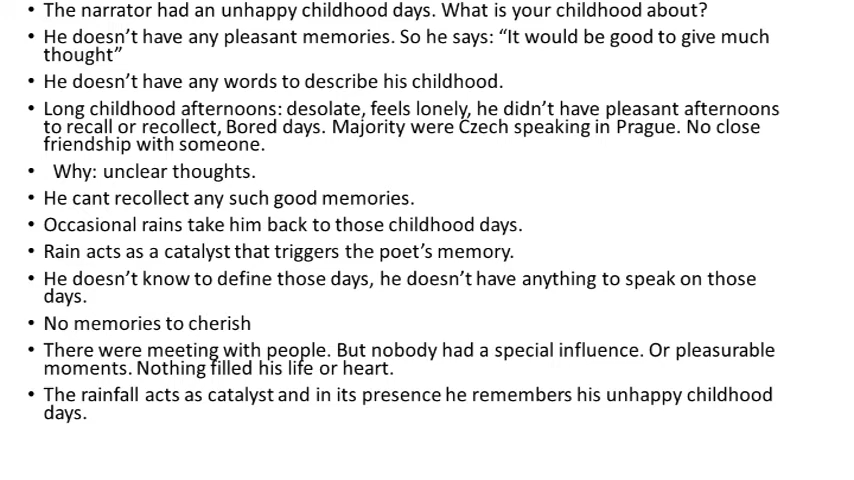 • The narrator had an unhappy childhood days. What is your childhood about?
• He doesn’t have any pleasant memories. So he says: “It would be good to give much
thought”
• He doesn’t have any words to describe his childhood.
• Long childhood afternoons: desolate, feels lonely, he didn’t have pleasant afternoons
to recall or recollect, Bored days. Majority were Czech speaking in Prague. No close
friendship with someone.
• Why: unclear thoughts.
• He cant recollect any such good memories.
• Occasional rains take him back to those childhood days.
• Rain acts as a catalyst that triggers the poet’s memory.
• He doesn’t know to define those days, he doesn’t have anything to speak on those
days.
• No memories to cherish
• There were meeting with people. But nobody had a special influence. Or pleasurable
moments. Nothing filled his life or heart.
• The rainfall acts as catalyst and in its presence he remembers his unhappy childhood
days.